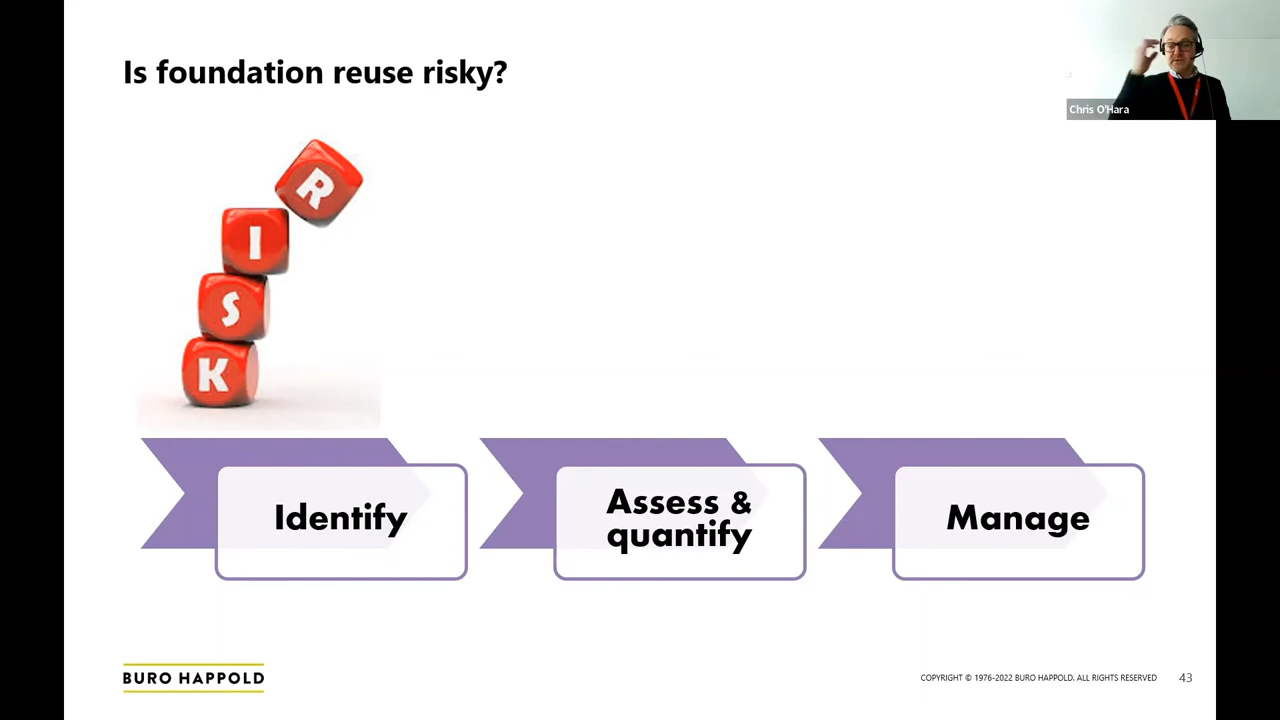 Is foundation reuse risky?
Chris O'Hara
R
I
S
K
Identify
Assess &
quantify
Manage
BURO HAPPOLD
COPYRIGHT © 1976-2022 BURO HAPPOLD. ALL RIGHTS RESERVED
43